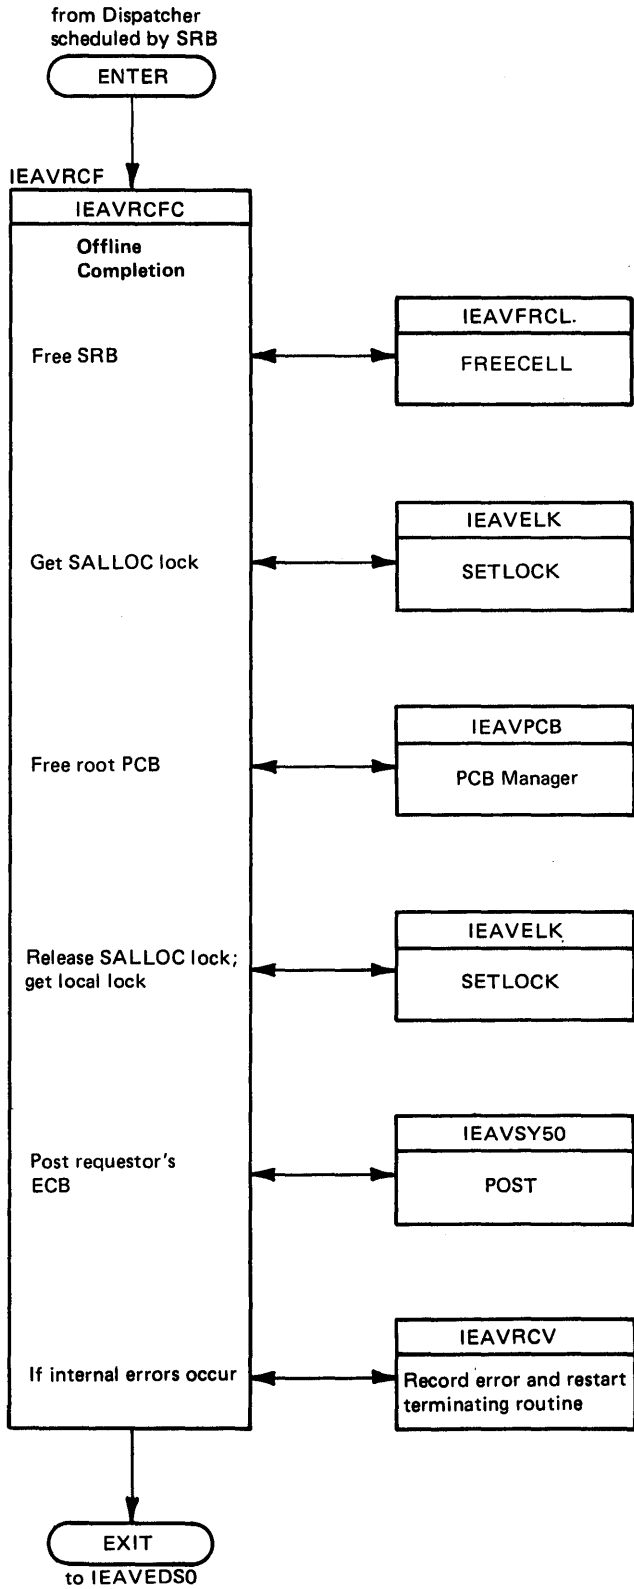 from Dispatcher
scheduled by SRB
ENTER
IEAVRCF
IEAVRCFC
Offline
Completion
IEAVFRCL.
Free SRB
FREECELL
IEAVELK
Get SALLOC lock
SETLOCK
IEAVPCB
Free root PCB
PCB Manager
IEAVELK
Release SALLOC lock;
get local lock
SETLOCK
IEAVSY50
Post requestor's
ECB
POST
IEAVRCV
If internal errors occur
Record error and restart
terminating routine
EXIT
to IEAVEDS0